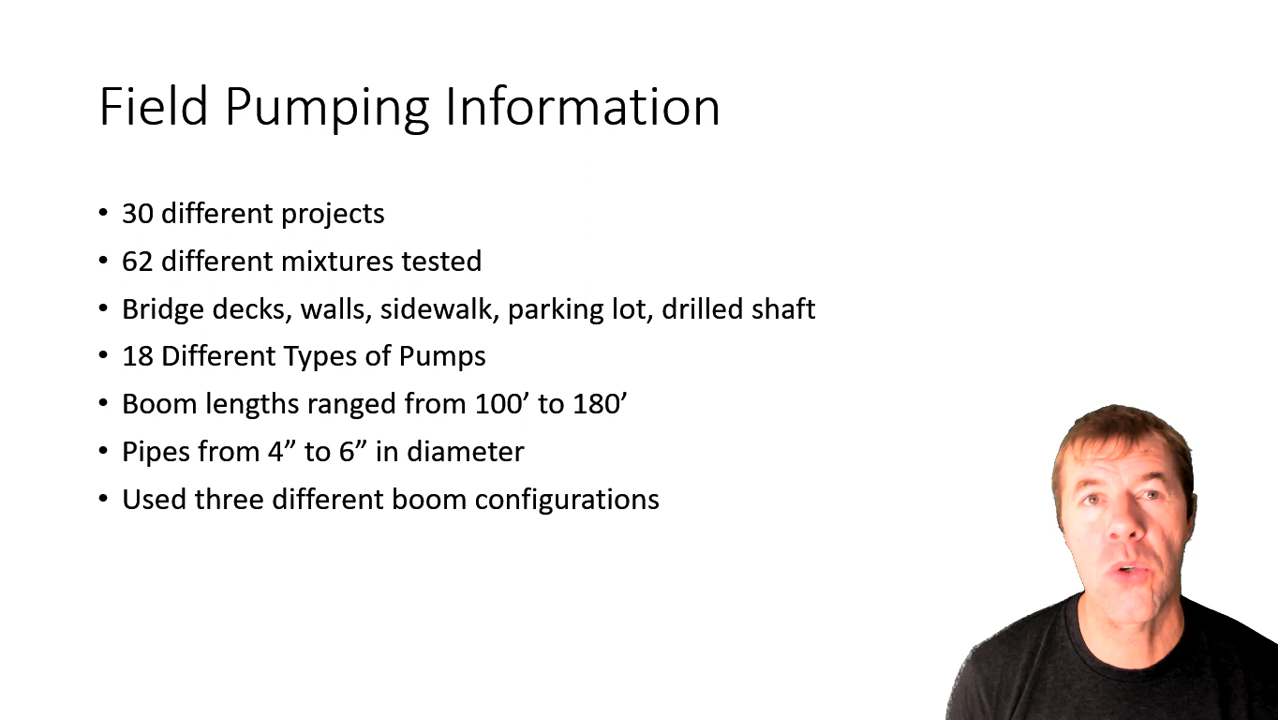 Field Pumping Information
• 30 different projects
• 62 different mixtures tested
• Bridge decks, walls, sidewalk, parking lot, drilled shaft
• 18 Different Types of Pumps
• Boom lengths ranged from 100’ to 180’
• Pipes from 4” to 6” in diameter
• Used three different boom configurations